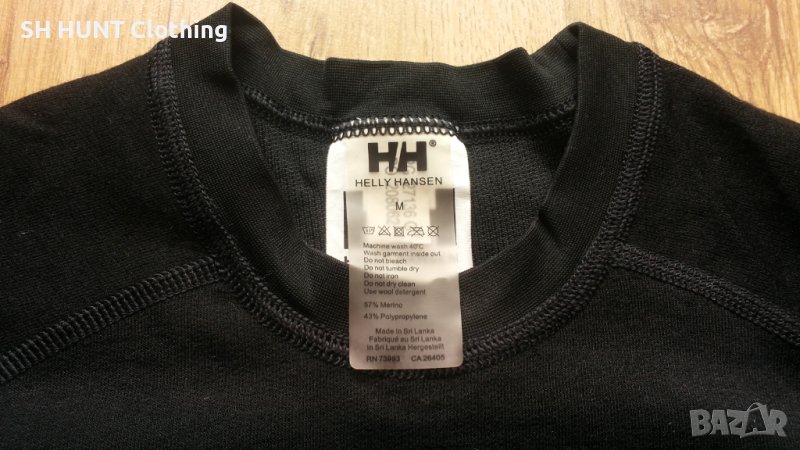 SH HUNT Clothing
HH®
HELLY HANSEN
M
Machine wash 40°C
Wash garment inside out
Do not bleach
Do not tumble dry
Do not iron
Do not dry clean
Use wool detergent
57% Merino
43% Polypropylene
Made in Sri Lanka
Fabriqué au Sri Lanka
In Sri Lanka Hergestellt
RN 73993 CA 26405
BAZAR